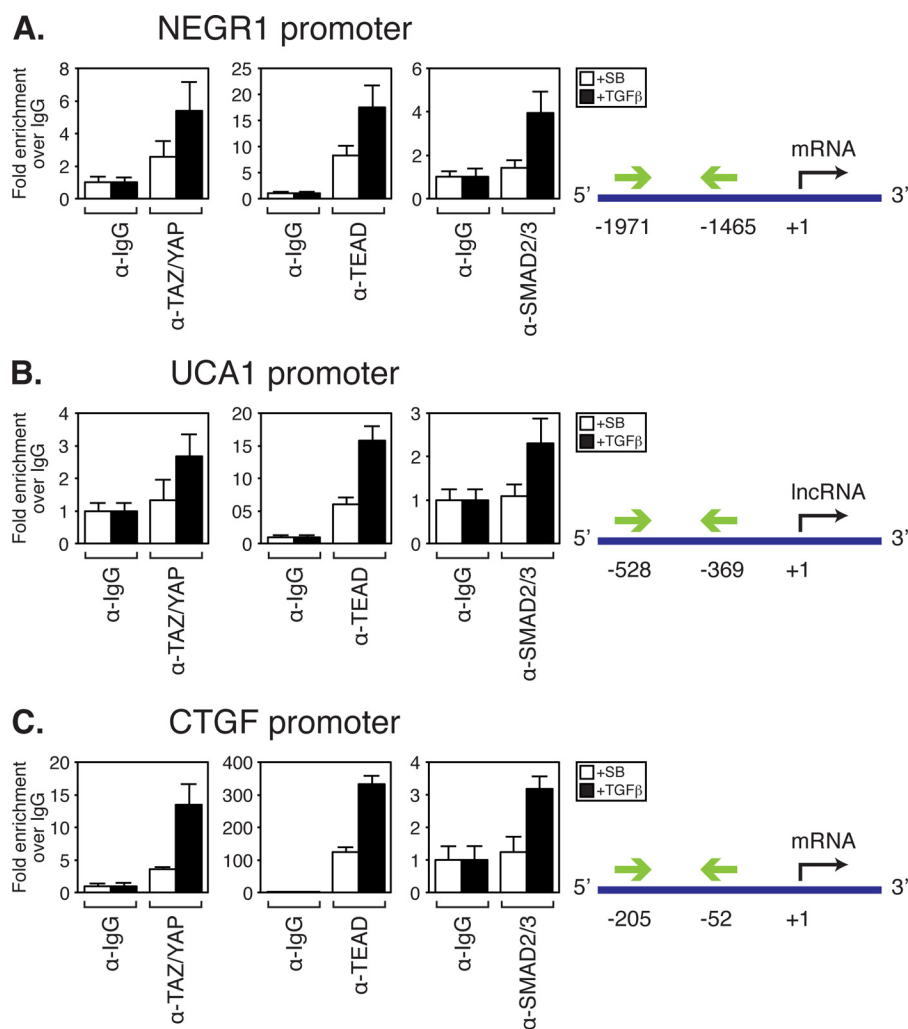 A. NEGR1 promoter
Fold enrichment
over IgG
8
6
4
2
0
α-IgG
α-TAZ/YAP
25
20
15
10
5
0
α-IgG
α-TEAD
6
4
2
0
α-IgG
α-SMAD2/3
+SB
+TGFβ
mRNA
5’ 3’
-1971 -1465 +1
B. UCA1 promoter
Fold enrichment
over IgG
4
3
2
1
0
α-IgG
α-TAZ/YAP
20
15
10
05
0
α-IgG
α-TEAD
3
2
1
0
α-IgG
α-SMAD2/3
+SB
+TGFβ
lncRNA
5’ 3’
-528 -369 +1
C. CTGF promoter
Fold enrichment
over IgG
20
15
10
5
0
α-IgG
α-TAZ/YAP
400
300
200
100
0
α-IgG
α-TEAD
4
3
2
1
0
α-IgG
α-SMAD2/3
+SB
+TGFβ
mRNA
5’ 3’
-205 -52 +1